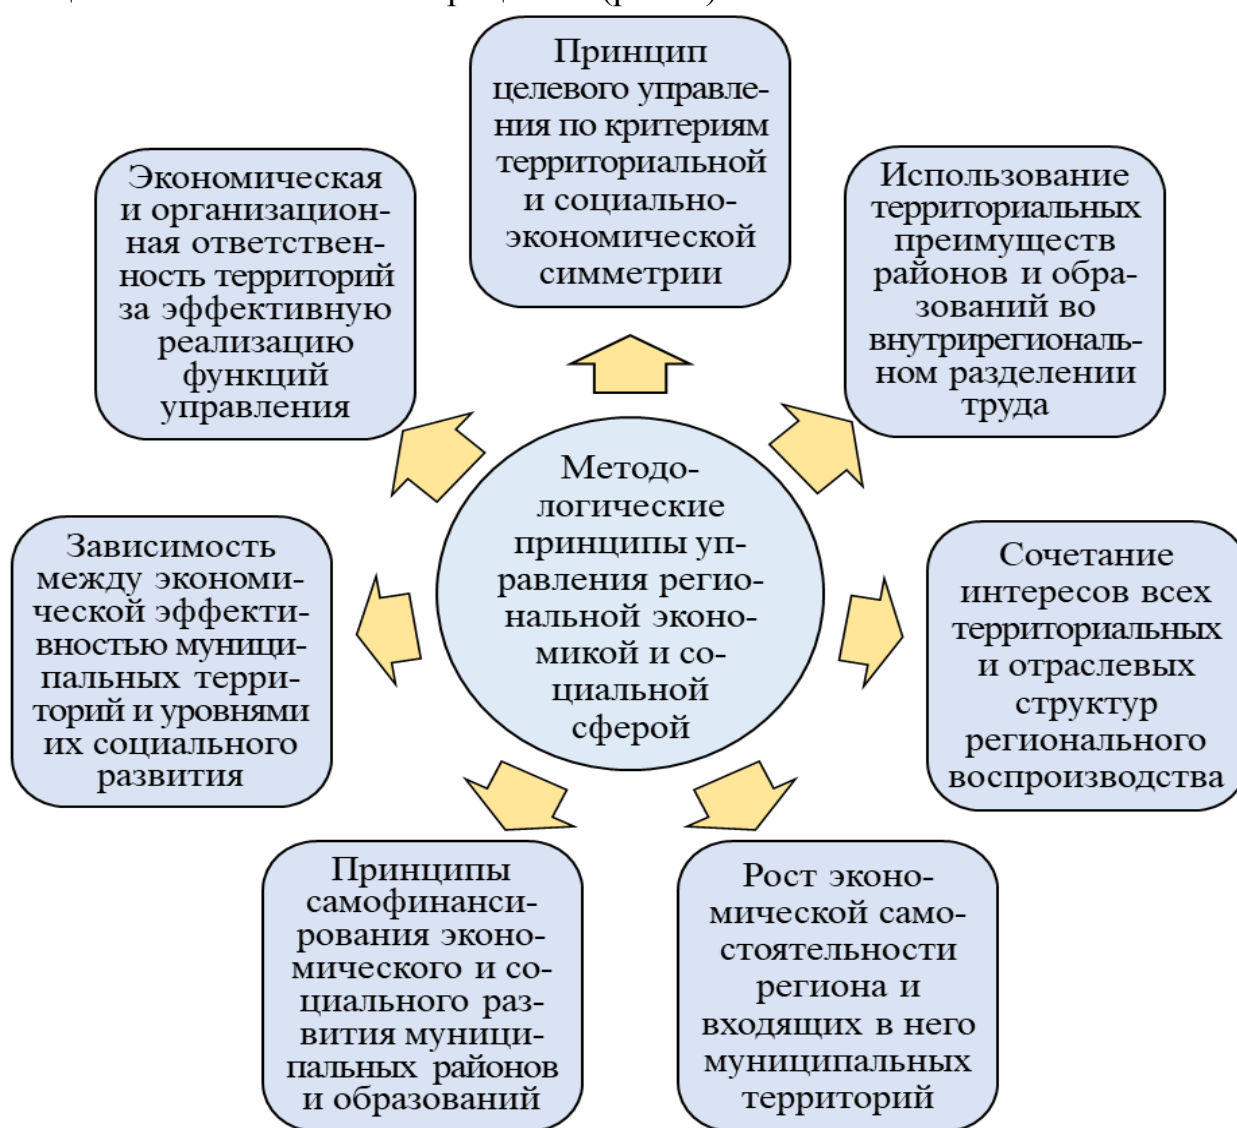 Принцип
целевого управле-
ния по критериям
территориальной
и социально-
экономической
симметрии
Экономическая
и организацион-
ная ответствен-
ность территорий
за эффективную
реализацию
функций
управления
Использование
территориальных
преимуществ
районов и обра-
зований во
внутрирегиональ-
ном разделении
труда
Методо-
логические
принципы уп-
равления регио-
нальной эконо-
микой и со-
циальной
сферой
Зависимость
между экономи-
ческой эффекти-
вностью муници-
пальных терри-
торий и уровнями
их социального
развития
Сочетание
интересов всех
территориальных
и отраслевых
структур
регионального
воспроизводства
Принципы
самофинанси-
рования эконо-
мического и со-
циального раз-
вития муници-
пальных районов
и образований
Рост эконо-
мической само-
стоятельности
региона и
входящих в него
муниципальных
территорий